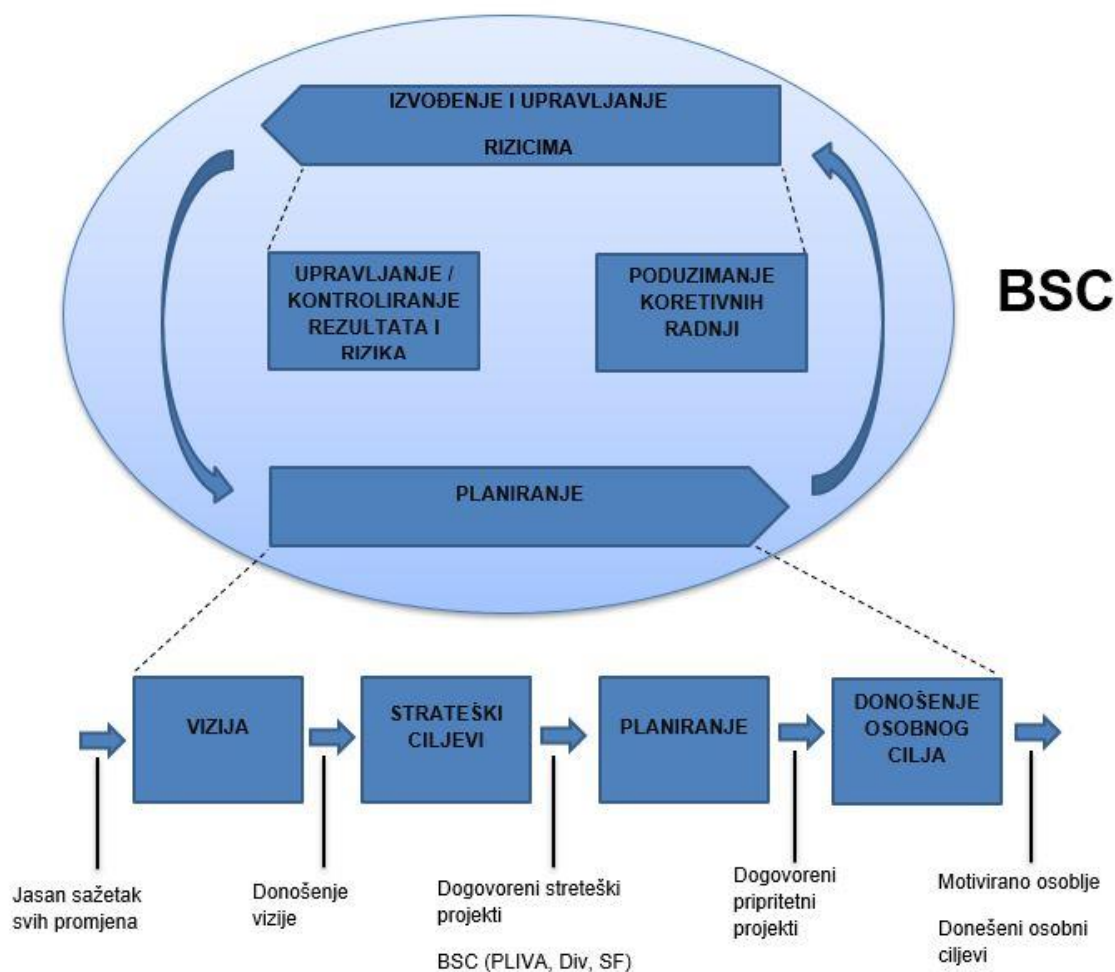 IZVOĐENJE I UPRAVLJANJE
RIZICIMA
UPRAVLJANJE /
KONTROLIRANJE
REZULTATA I
RIZIKA
PODUZIMANJE
KORETIVNIH
RADNJI
BSC
PLANIRANJE
VIZIJA
STRATEŠKI
CILJEVI
PLANIRANJE
DONOŠENJE
OSOBNOG
CILJA
Jasan sažetak
svih promjena
Donošenje
vizije
Dogovoreni streteški
projekti
BSC (PLIVA, Div, SF)
Dogovoreni
pripritetni
projekti
Motivirano osoblje
Donešeni osobni
ciljevi